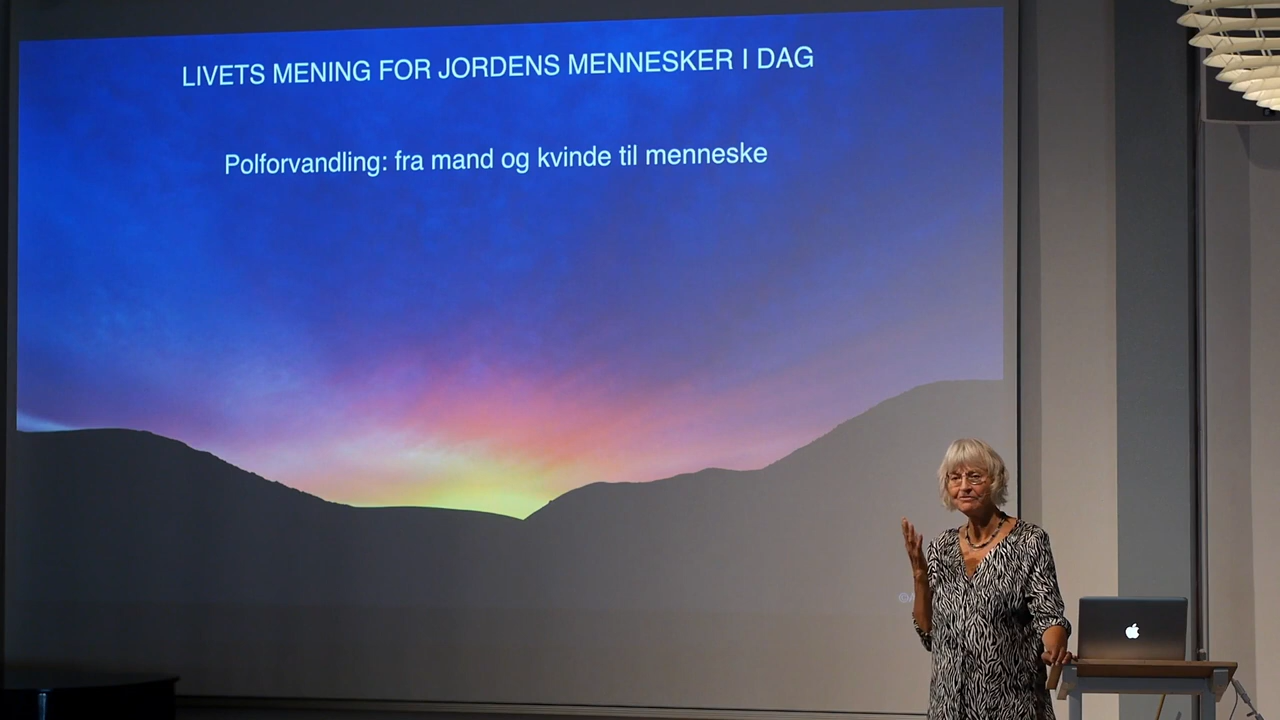 LIVETS MENING FOR JORDENS MENNESKER I DAG
Polforvandling: fra mand og kvinde til menneske